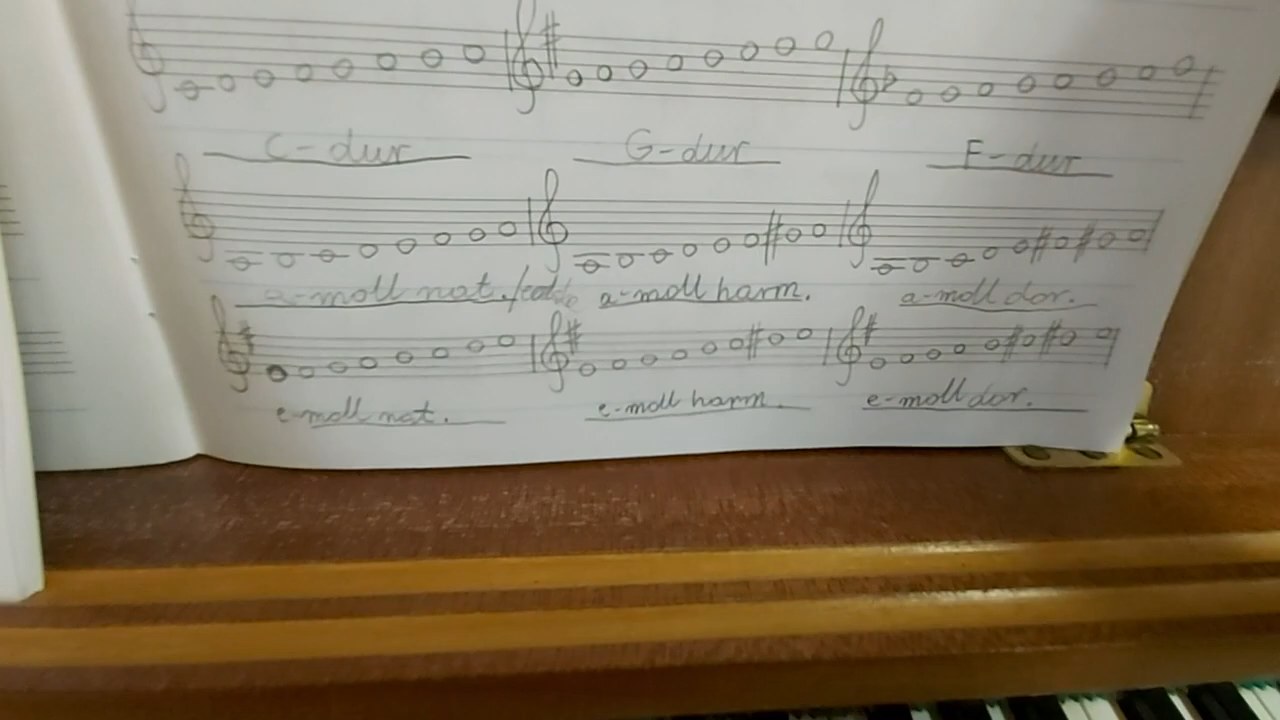 C-dur G-dur F-dur
a-moll nat. a-moll harm. a-moll dor.
e-moll nat. e-moll harm. e-moll dor.